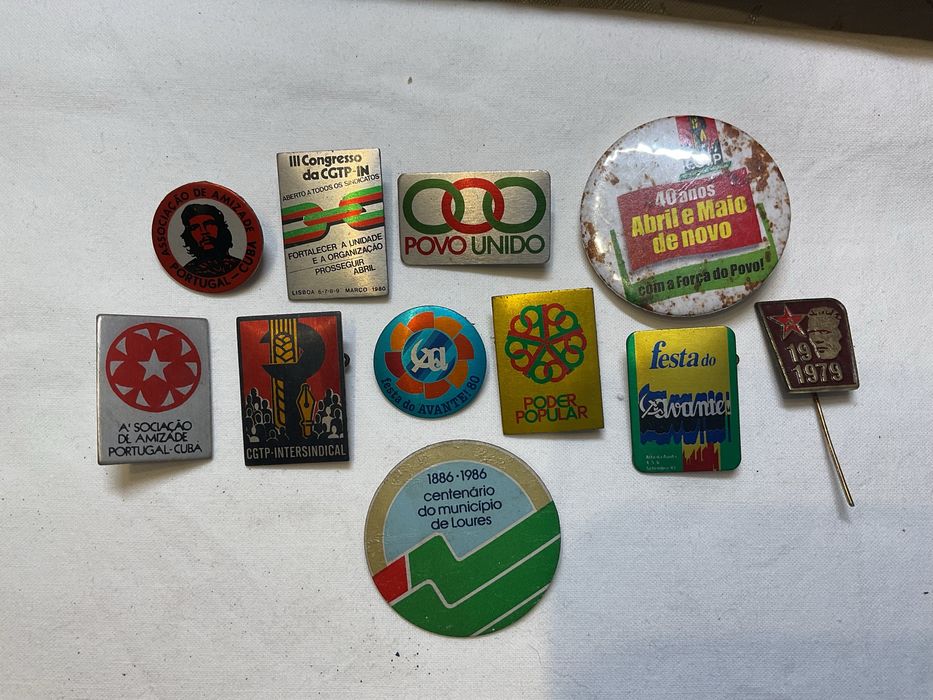 ASSOCIAÇÃO DE AMIZADE
PORTUGAL-CUBA
III Congresso
da CGTP-IN
ABERTO A TODOS OS SINDICATOS
FORTALECER A UNIDADE
E A ORGANIZAÇÃO
PROSSEGUIR
ABRIL
LISBOA 6-7-8-9 MARÇO 1980
POVO UNIDO
CGTP
40 anos
Abril e Maio
de novo
com a Força do Povo!
A'SOCIAÇÃO
DE AMIZADE
PORTUGAL-CUBA
CGTP-INTERSINDICAL
festa do AVANTE! 80
PODER
POPULAR
festa do
Avante!
19
1979
1886·1986
centenário
do município
de Loures